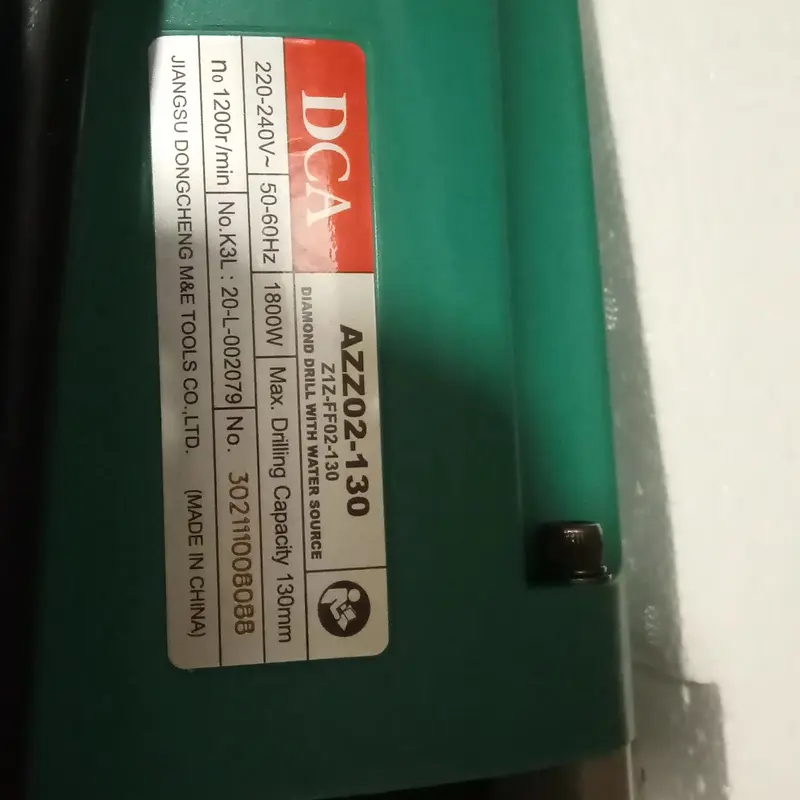 DCA
AZZ02-130
Z1Z-FF02-130
DIAMOND DRILL WITH WATER SOURCE
220-240V~ 50-60Hz 1800W Max. Drilling Capacity 130mm
n₀ 1200r/min No.K3L : 20-L-002079 No. 302111008088
JIANGSU DONGCHENG M&E TOOLS CO.,LTD. (MADE IN CHINA)